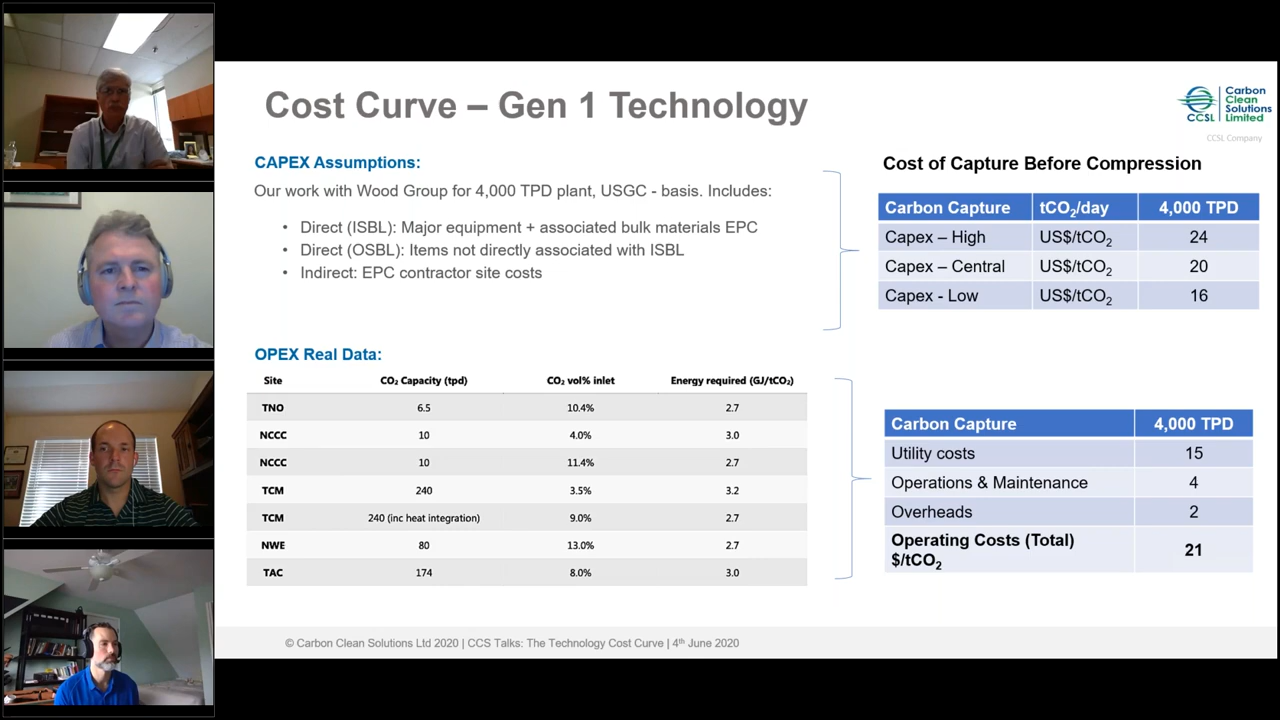 Cost Curve – Gen 1 Technology
CCSL
Carbon
Clean
Solutions
Limited
CCSL Company
CAPEX Assumptions:
Our work with Wood Group for 4,000 TPD plant, USGC - basis. Includes:
• Direct (ISBL): Major equipment + associated bulk materials EPC
• Direct (OSBL): Items not directly associated with ISBL
• Indirect: EPC contractor site costs
Cost of Capture Before Compression
Carbon Capture tCO₂/day 4,000 TPD
Capex – High US$/tCO₂ 24
Capex – Central US$/tCO₂ 20
Capex - Low US$/tCO₂ 16
OPEX Real Data:
Site CO₂ Capacity (tpd) CO₂ vol% inlet Energy required (GJ/tCO₂)
TNO 6.5 10.4% 2.7
NCCC 10 4.0% 3.0
NCCC 10 11.4% 2.7
TCM 240 3.5% 3.2
TCM 240 (inc heat integration) 9.0% 2.7
NWE 80 13.0% 2.7
TAC 174 8.0% 3.0
Carbon Capture 4,000 TPD
Utility costs 15
Operations & Maintenance 4
Overheads 2
Operating Costs (Total)
$/tCO₂ 21
© Carbon Clean Solutions Ltd 2020 | CCS Talks: The Technology Cost Curve | 4th June 2020